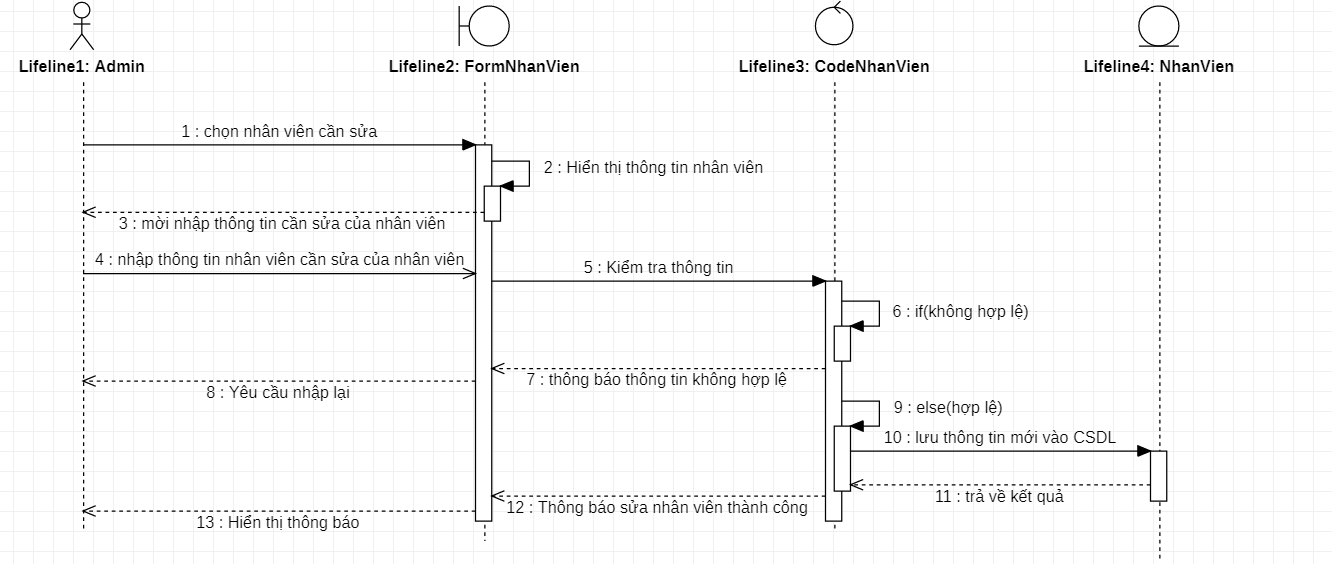 Lifeline1: Admin
Lifeline2: FormNhanVien
Lifeline3: CodeNhanVien
Lifeline4: NhanVien
1 : chọn nhân viên cần sửa
2 : Hiển thị thông tin nhân viên
3 : mời nhập thông tin cần sửa của nhân viên
4 : nhập thông tin nhân viên cần sửa của nhân viên
5 : Kiểm tra thông tin
6 : if(không hợp lệ)
7 : thông báo thông tin không hợp lệ
8 : Yêu cầu nhập lại
9 : else(hợp lệ)
10 : lưu thông tin mới vào CSDL
11 : trả về kết quả
12 : Thông báo sửa nhân viên thành công
13 : Hiển thị thông báo